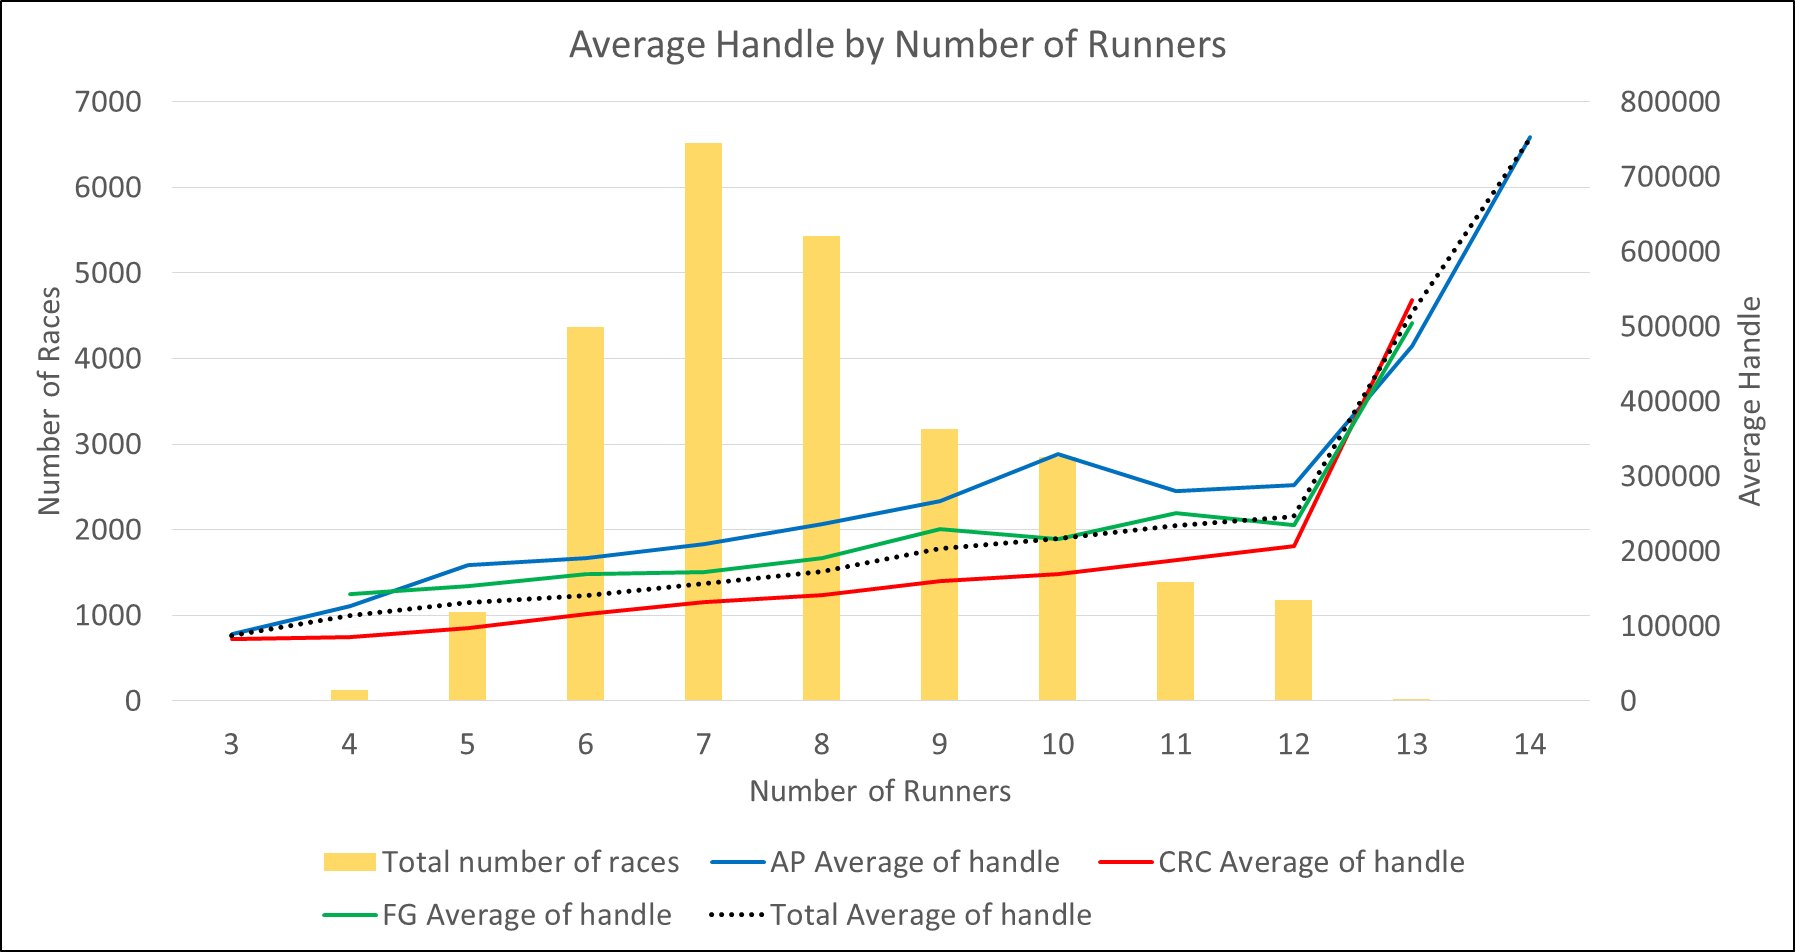 Average Handle by Number of Runners
7000
6000
5000
4000
3000
2000
1000
0
Number of Races
800000
700000
600000
500000
400000
300000
200000
100000
0
Average Handle
3 4 5 6 7 8 9 10 11 12 13 14
Number of Runners
Total number of races AP Average of handle CRC Average of handle
FG Average of handle Total Average of handle